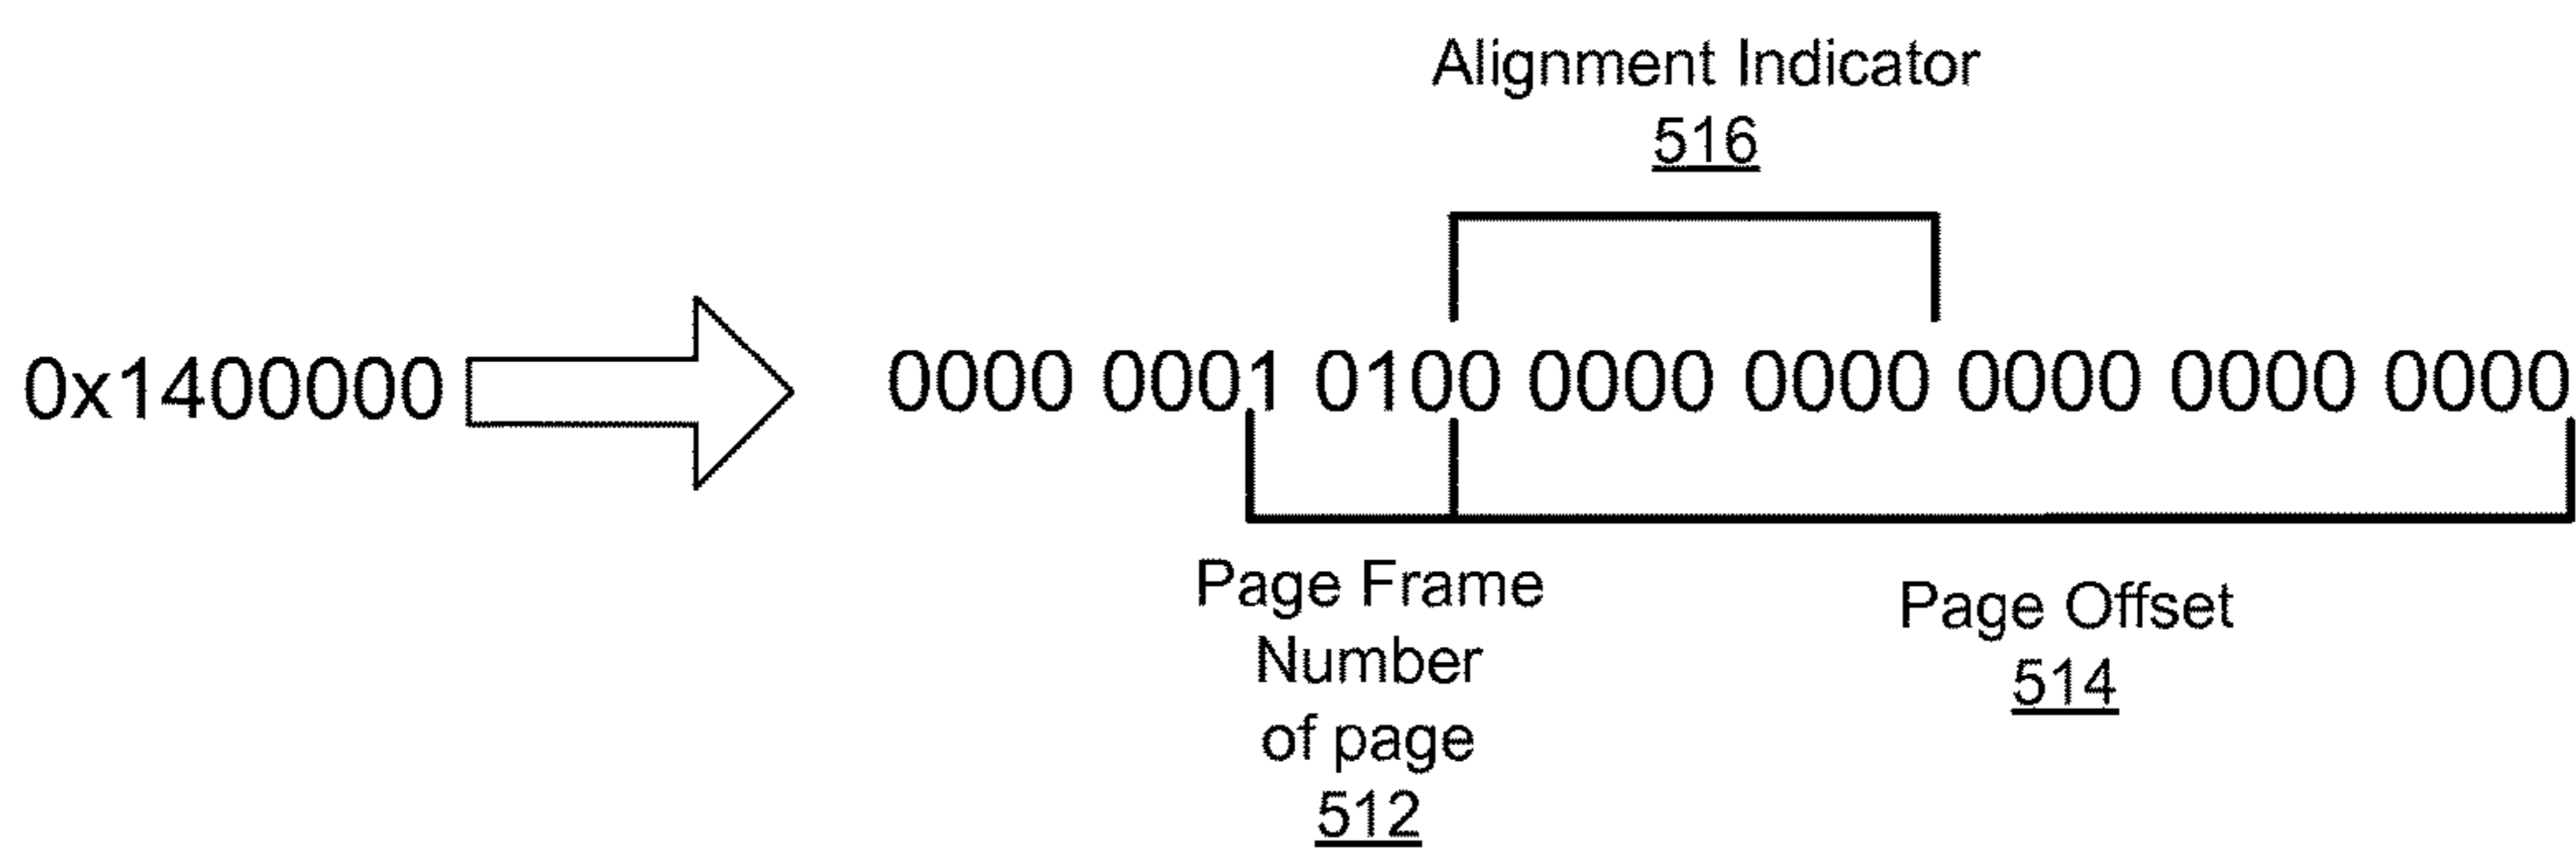 Alignment Indicator
516
0x1400000
0000 0001 0100 0000 0000 0000 0000 0000
Page Frame
Number
of page
512
Page Offset
514